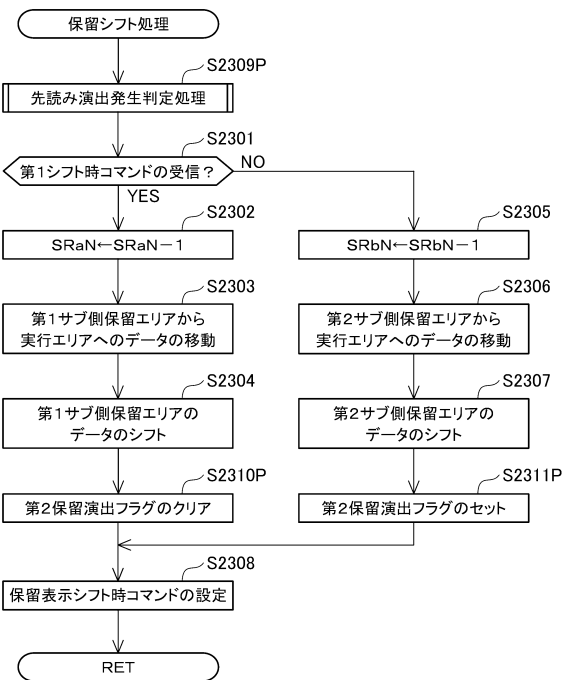 保留シフト処理
S2309P
先読み演出発生判定処理
S2301
第1シフト時コマンドの受信?
NO
YES
S2302
SRaN←SRaN-1
S2303
第1サブ側保留エリアから
実行エリアへのデータの移動
S2304
第1サブ側保留エリアの
データのシフト
S2310P
第2保留演出フラグのクリア
S2305
SRbN←SRbN-1
S2306
第2サブ側保留エリアから
実行エリアへのデータの移動
S2307
第2サブ側保留エリアの
データのシフト
S2311P
第2保留演出フラグのセット
S2308
保留表示シフト時コマンドの設定
RET